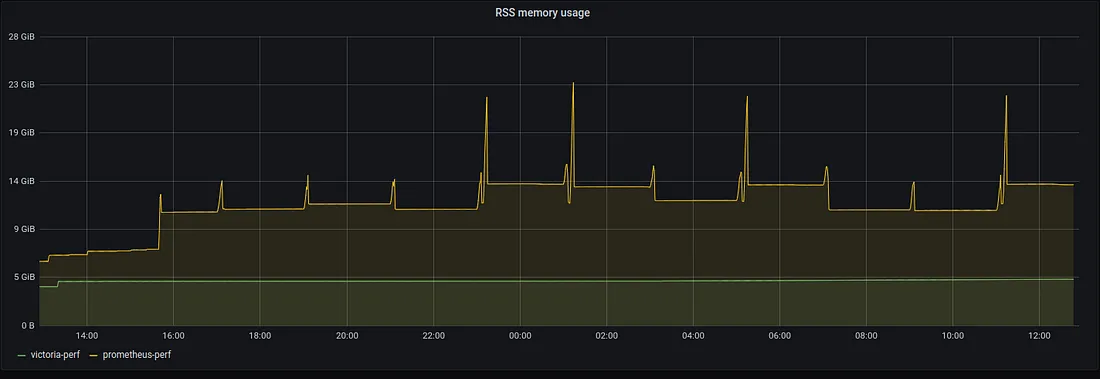 RSS memory usage
28 GiB
23 GiB
19 GiB
14 GiB
9 GiB
5 GiB
0 B
14:00 16:00 18:00 20:00 22:00 00:00 02:00 04:00 06:00 08:00 10:00 12:00
victoria-perf prometheus-perf